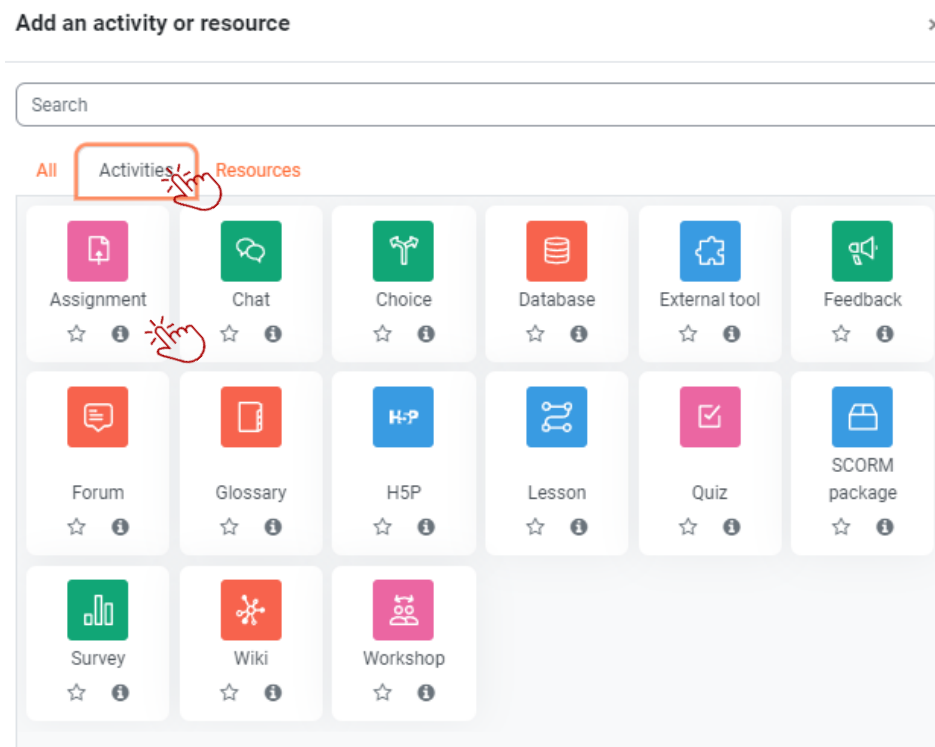 Add an activity or resource
Search
All Activities Resources
Assignment Chat Choice Database External tool Feedback
H5P
SCORM
Forum Glossary H5P Lesson Quiz package
Survey Wiki Workshop